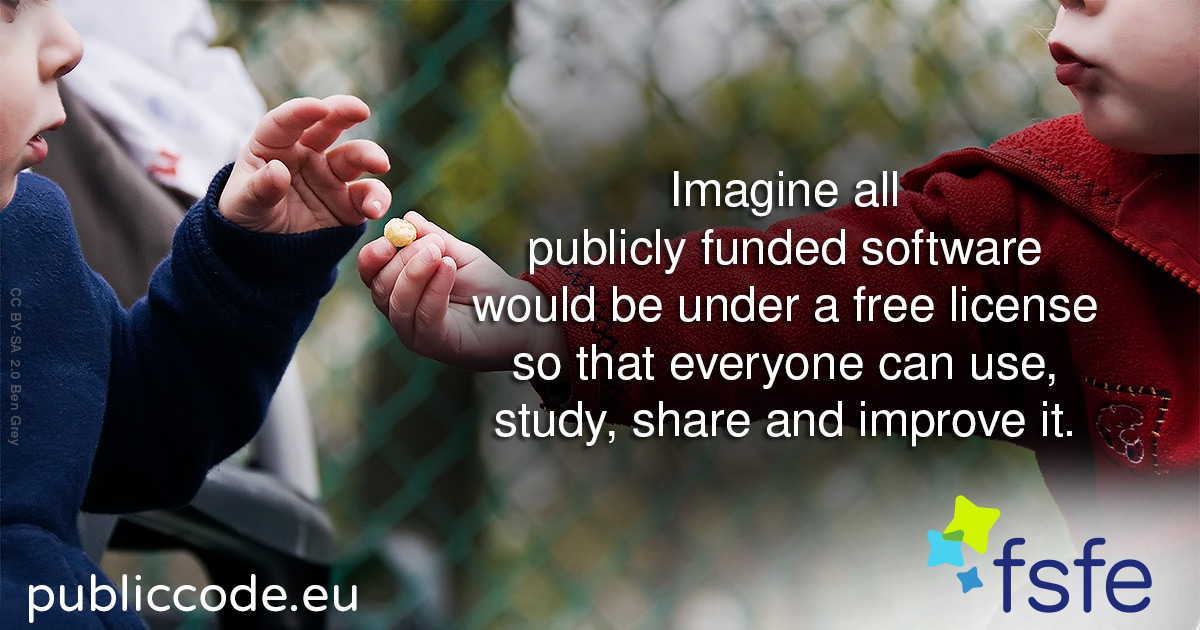 Imagine all
publicly funded software
would be under a free license
so that everyone can use,
study, share and improve it.
CC BY-SA 2.0 Ben Grey
publiccode.eu
fsfe